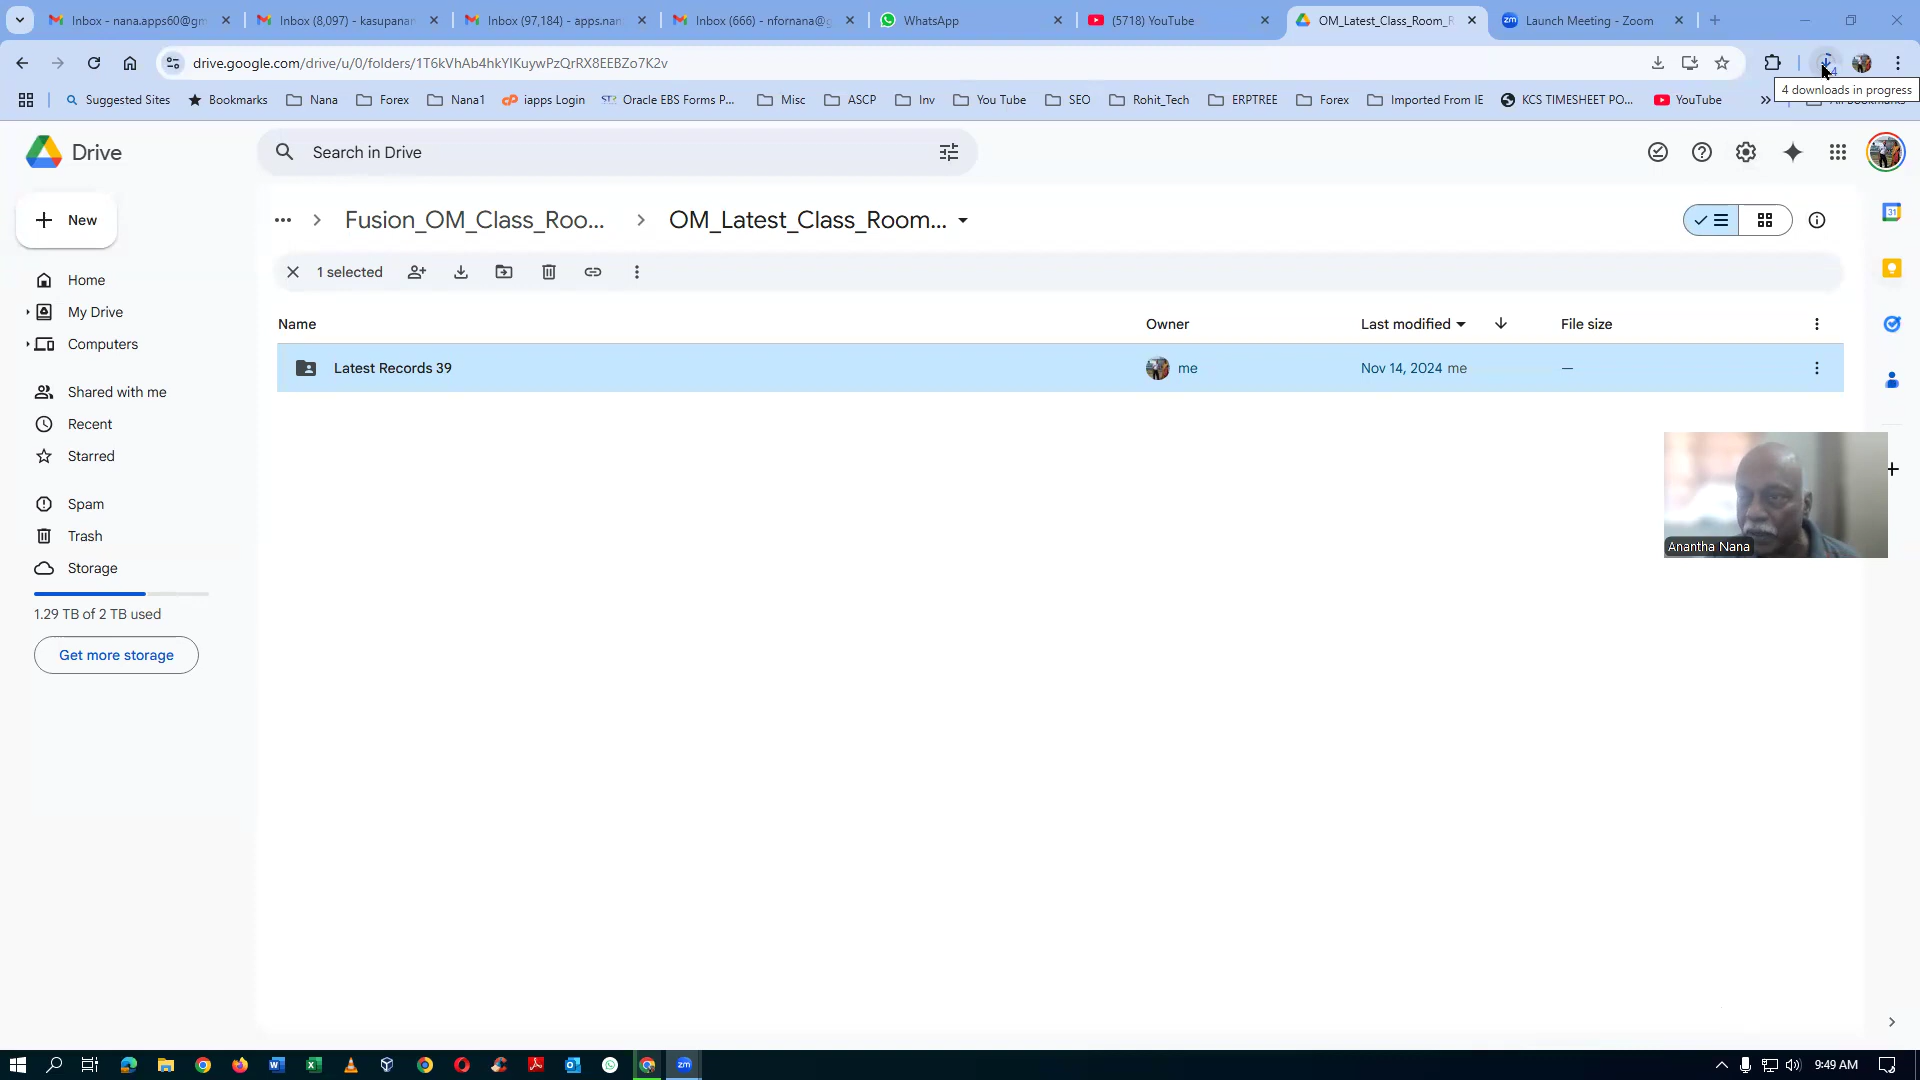 Inbox - nana.apps60@gm
Inbox (8,097) - kasupanan
Inbox (97,184) - apps.nan
Inbox (666) - nfornana@g
WhatsApp
(5718) YouTube
OM_Latest_Class_Room_R
Launch Meeting - Zoom
drive.google.com/drive/u/0/folders/1T6kVhAb4hkYIKuywPzQrRX8EEBZo7K2v
4 downloads in progress
Suggested Sites
Bookmarks
Nana
Forex
Nana1
iapps Login
Oracle EBS Forms P...
Misc
ASCP
Inv
You Tube
SEO
Rohit_Tech
ERPTREE
Forex
Imported From IE
KCS TIMESHEET PO...
YouTube
Drive
Search in Drive
New
Fusion_OM_Class_Roo...
OM_Latest_Class_Room...
1 selected
Home
My Drive
Computers
Shared with me
Recent
Starred
Spam
Trash
Storage
1.29 TB of 2 TB used
Get more storage
Name
Owner
Last modified
File size
Latest Records 39
me
Nov 14, 2024 me
—
Anantha Nana
9:49 AM